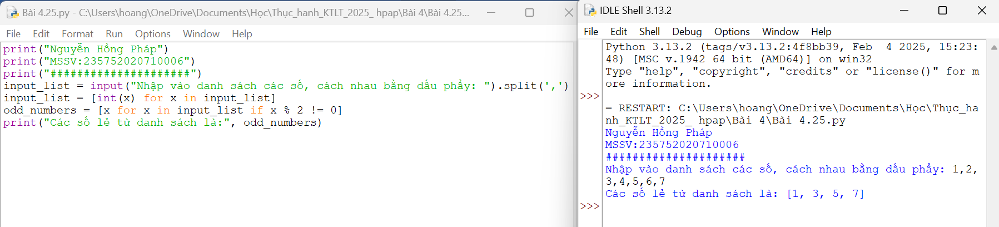 Bài 4.25.py - C:\Users\hoang\OneDrive\Documents\Học\Thục_hanh_KTLT_2025_ hpap\Bài 4\Bài 4.25...
File Edit Format Run Options Window Help
print("Nguyễn Hồng Pháp")
print("MSSV:235752020710006")
print("#####################")
input_list = input("Nhập vào danh sách các số, cách nhau bằng dấu phẩy: ").split(',')
input_list = [int(x) for x in input_list]
odd_numbers = [x for x in input_list if x % 2 != 0]
print("Các số lẻ từ danh sách là:", odd_numbers)
IDLE Shell 3.13.2
File Edit Shell Debug Options Window Help
Python 3.13.2 (tags/v3.13.2:4f8bb39, Feb  4 2025, 15:23:
48) [MSC v.1942 64 bit (AMD64)] on win32
Type "help", "copyright", "credits" or "license()" for m
ore information.
>>>
= RESTART: C:\Users\hoang\OneDrive\Documents\Học\Thục_ha
nh_KTLT_2025_ hpap\Bài 4\Bài 4.25.py
Nguyễn Hồng Pháp
MSSV:235752020710006
#####################
Nhập vào danh sách các số, cách nhau bằng dấu phẩy: 1,2,
3,4,5,6,7
Các số lẻ từ danh sách là: [1, 3, 5, 7]
>>>